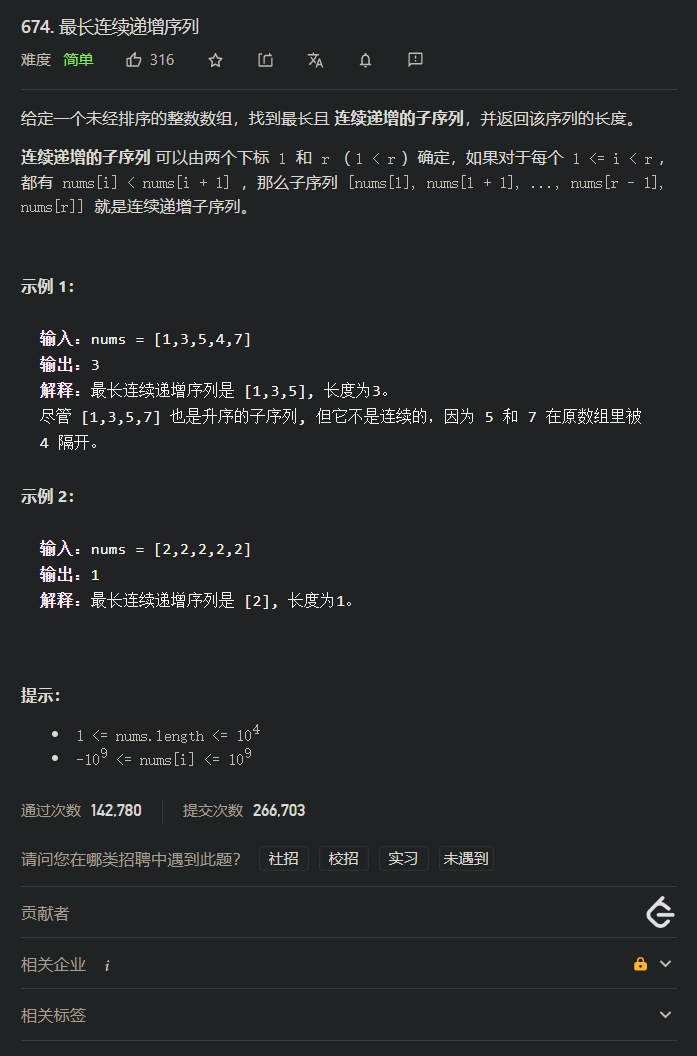 674. 最长连续递增序列
难度 简单 316
给定一个未经排序的整数数组，找到最长且 连续递增的子序列，并返回该序列的长度。
连续递增的子序列 可以由两个下标 l 和 r （l < r）确定，如果对于每个 l <= i < r，
都有 nums[i] < nums[i + 1] ，那么子序列 [nums[l], nums[l + 1], ..., nums[r - 1],
nums[r]] 就是连续递增子序列。
示例 1：
输入：nums = [1,3,5,4,7]
输出：3
解释：最长连续递增序列是 [1,3,5], 长度为3。
尽管 [1,3,5,7] 也是升序的子序列, 但它不是连续的，因为 5 和 7 在原数组里被
4 隔开。
示例 2：
输入：nums = [2,2,2,2,2]
输出：1
解释：最长连续递增序列是 [2], 长度为1。
提示：
• 1 <= nums.length <= 10⁴
• -10⁹ <= nums[i] <= 10⁹
通过次数 142,780 提交次数 266,703
请问您在哪类招聘中遇到此题？ 社招 校招 实习 未遇到
贡献者
相关企业 i
相关标签